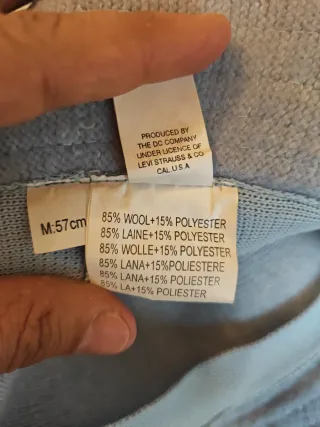 PRODUCED BY
THE DC COMPANY
UNDER LICENCE OF
LEVI STRAUSS & CO
CAL U.S.A
M:57cm
85% WOOL+15% POLYESTER
85% LAINE+15% POLYESTER
85% WOLLE+15% POLYESTER
85% LANA+15%POLIESTERE
85% LANA+15% POLIESTER
85% LA+15% POLIESTER